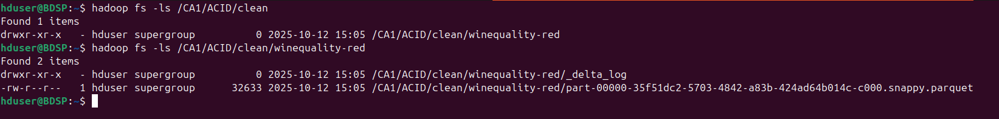 hduser@BDSP:~$ hadoop fs -ls /CA1/ACID/clean
Found 1 items
drwxr-xr-x   - hduser supergroup          0 2025-10-12 15:05 /CA1/ACID/clean/winequality-red
hduser@BDSP:~$ hadoop fs -ls /CA1/ACID/clean/winequality-red
Found 2 items
drwxr-xr-x   - hduser supergroup          0 2025-10-12 15:05 /CA1/ACID/clean/winequality-red/_delta_log
-rw-r--r--   1 hduser supergroup      32633 2025-10-12 15:05 /CA1/ACID/clean/winequality-red/part-00000-35f51dc2-5703-4842-a83b-424ad64b014c-c000.snappy.parquet
hduser@BDSP:~$